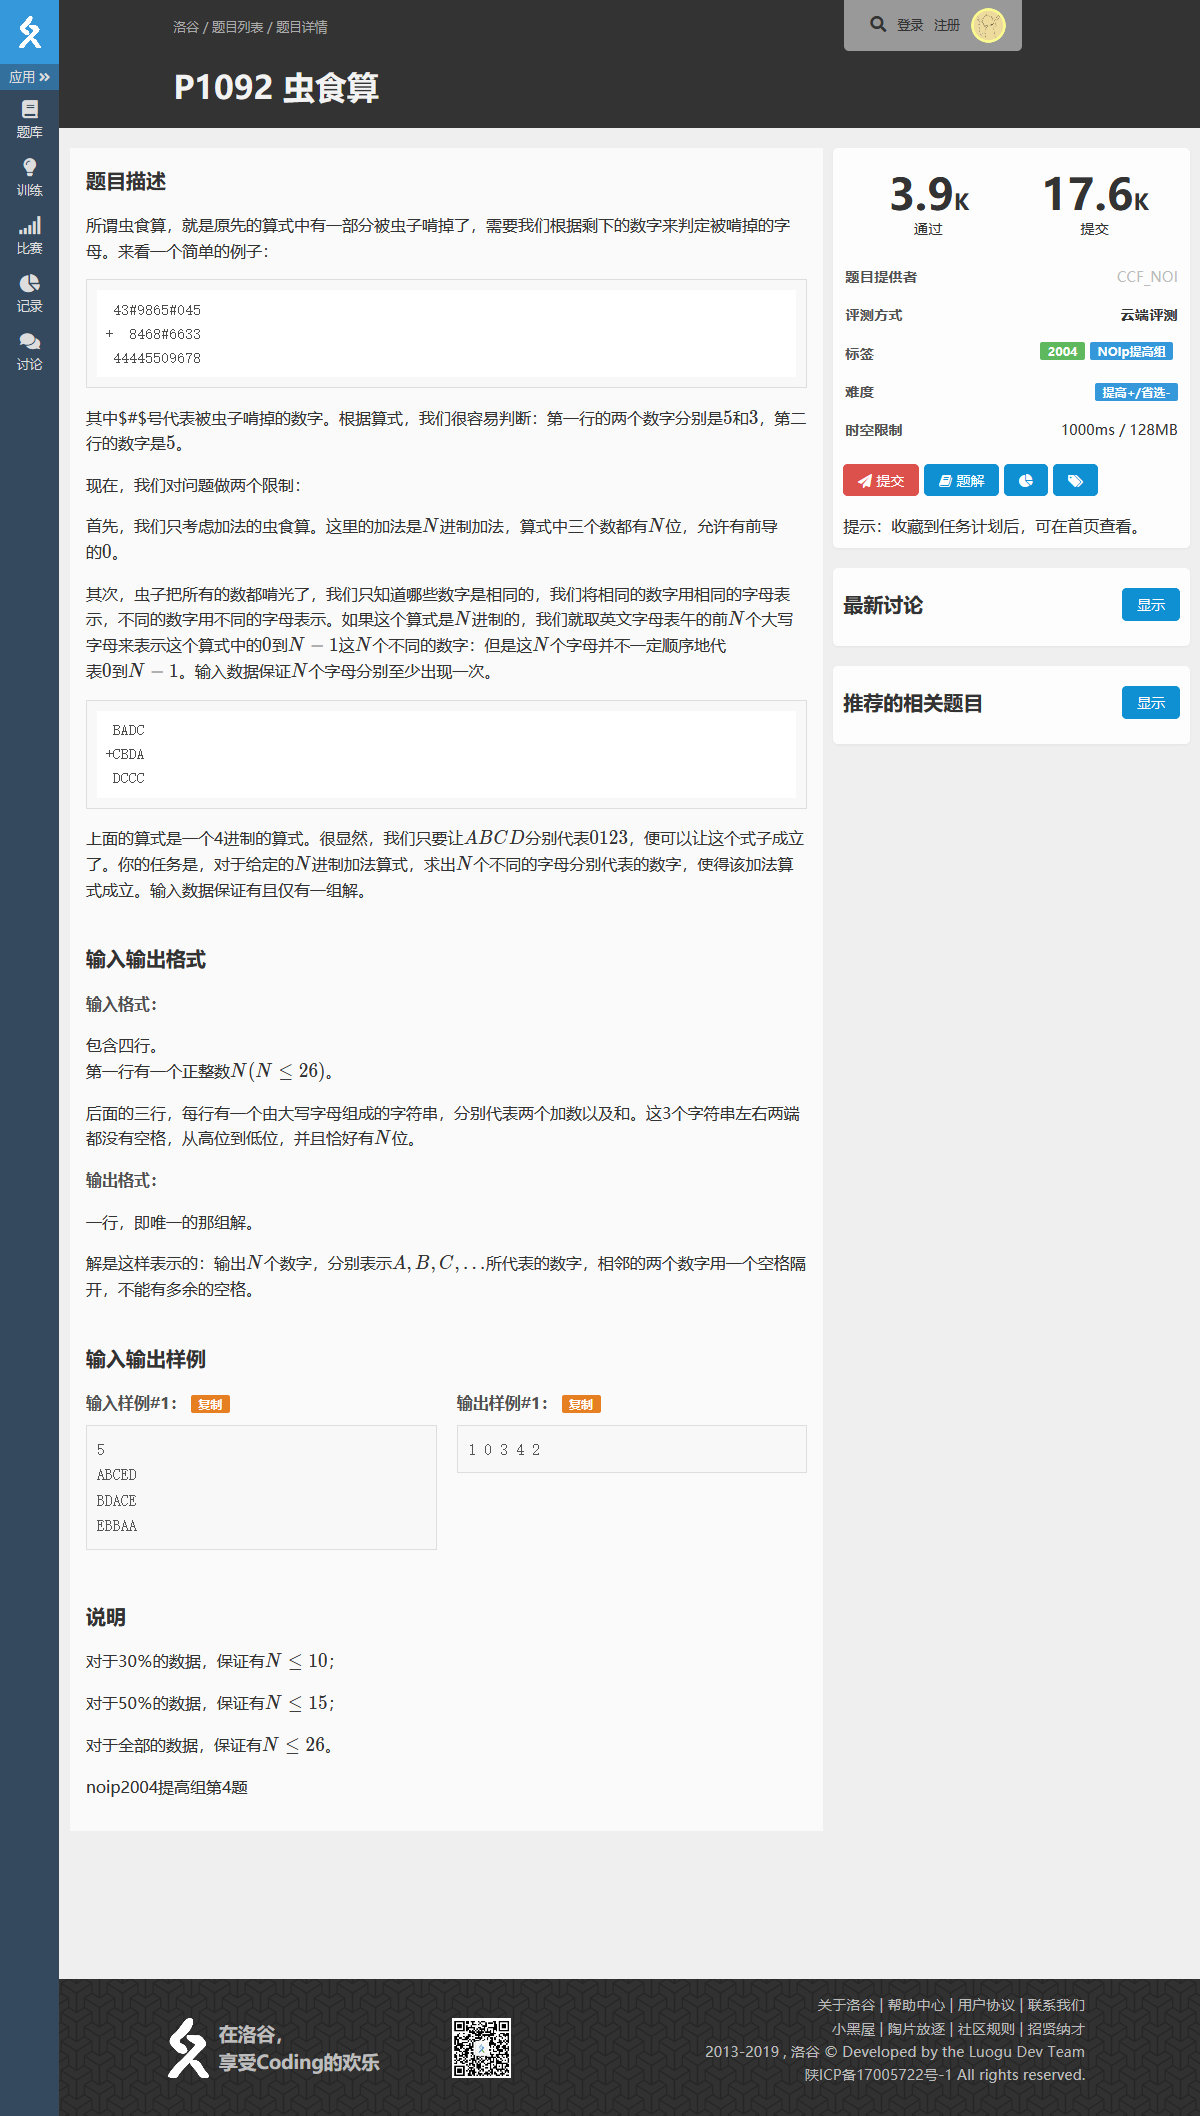 洛谷 / 题目列表 / 题目详情
登录 注册
P1092 虫食算
应用
题库
训练
比赛
记录
讨论
题目描述
所谓虫食算，就是原先的算式中有一部分被虫子啃掉了，需要我们根据剩下的数字来判定被啃掉的字
母。来看一个简单的例子：
43#9865#045
+  8468#6633
44445509678
其中$#$号代表被虫子啃掉的数字。根据算式，我们很容易判断：第一行的两个数字分别是5和3，第二
行的数字是5。
现在，我们对问题做两个限制：
首先，我们只考虑加法的虫食算。这里的加法是N进制加法，算式中三个数都有N位，允许有前导
的0。
其次，虫子把所有的数都啃光了，我们只知道哪些数字是相同的，我们将相同的数字用相同的字母表
示，不同的数字用不同的字母表示。如果这个算式是N进制的，我们就取英文字母表午的前N个大写
字母来表示这个算式中的0到N − 1这N个不同的数字：但是这N个字母并不一定顺序地代
表0到N − 1。输入数据保证N个字母分别至少出现一次。
BADC
+CBDA
DCCC
上面的算式是一个4进制的算式。很显然，我们只要让ABCD分别代表0123，便可以让这个式子成立
了。你的任务是，对于给定的N进制加法算式，求出N个不同的字母分别代表的数字，使得该加法算
式成立。输入数据保证有且仅有一组解。
输入输出格式
输入格式：
包含四行。
第一行有一个正整数N(N ≤ 26)。
后面的三行，每行有一个由大写字母组成的字符串，分别代表两个加数以及和。这3个字符串左右两端
都没有空格，从高位到低位，并且恰好有N位。
输出格式：
一行，即唯一的那组解。
解是这样表示的：输出N个数字，分别表示A, B, C, …所代表的数字，相邻的两个数字用一个空格隔
开，不能有多余的空格。
输入输出样例
输入样例#1： 复制
5
ABCED
BDACE
EBBAA
输出样例#1： 复制
1 0 3 4 2
说明
对于30%的数据，保证有N ≤ 10；
对于50%的数据，保证有N ≤ 15；
对于全部的数据，保证有N ≤ 26。
noip2004提高组第4题
3.9K 17.6K
通过 提交
题目提供者 CCF_NOI
评测方式 云端评测
标签 2004 NOIp提高组
难度 提高+/省选-
时空限制 1000ms / 128MB
提交 题解
提示：收藏到任务计划后，可在首页查看。
最新讨论 显示
推荐的相关题目 显示
在洛谷，
享受Coding的欢乐
关于洛谷 | 帮助中心 | 用户协议 | 联系我们
小黑屋 | 陶片放逐 | 社区规则 | 招贤纳才
2013-2019 , 洛谷 © Developed by the Luogu Dev Team
陕ICP备17005722号-1 All rights reserved.